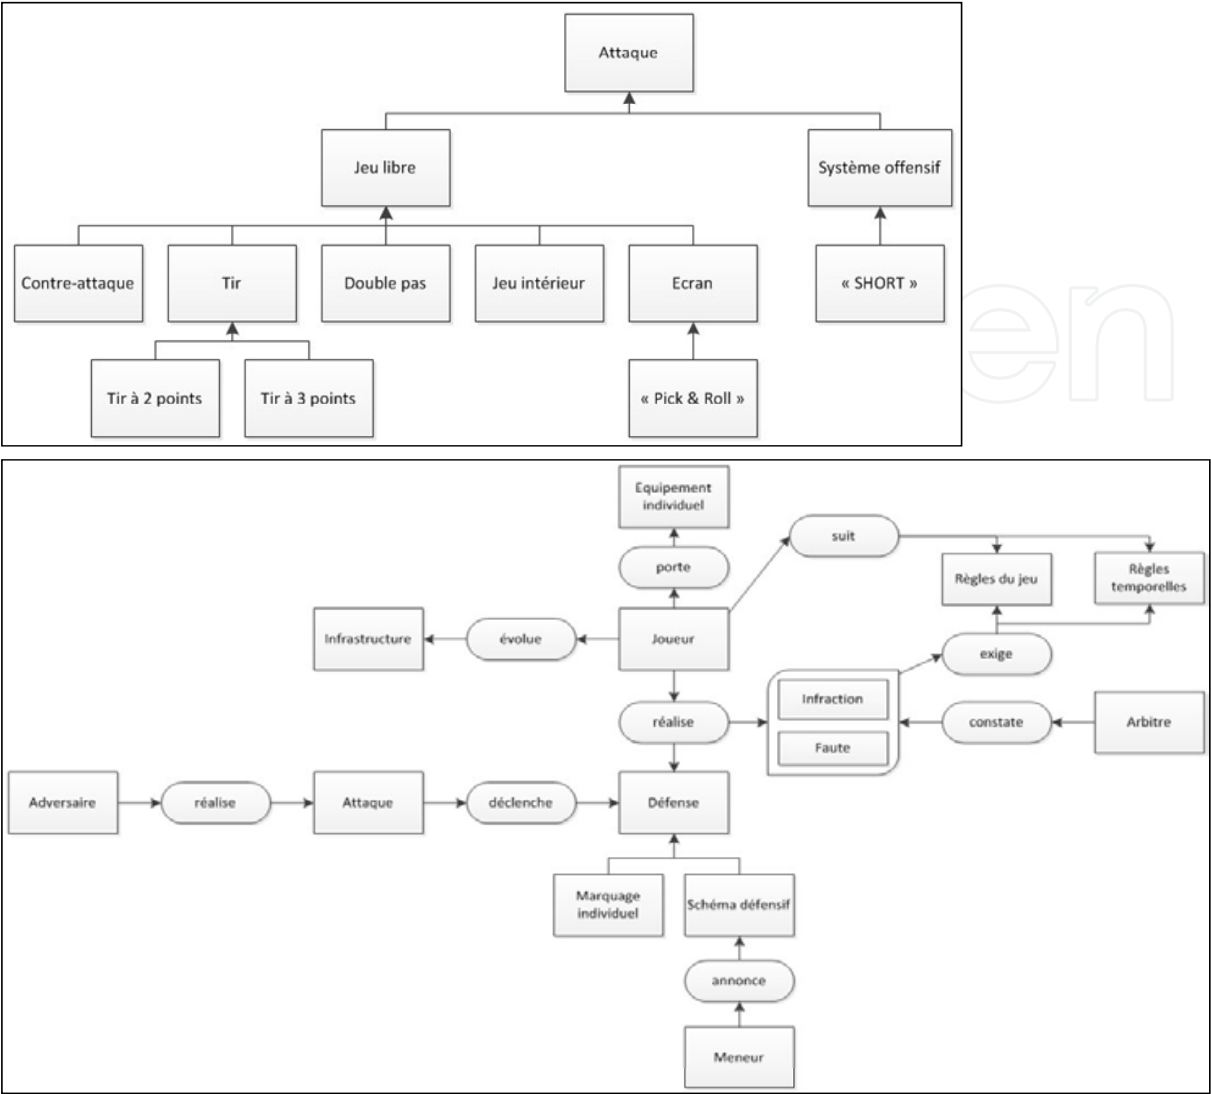 Attaque
Jeu libre
Système offensif
Contre-attaque
Tir
Double pas
Jeu intérieur
Ecran
« SHORT »
Tir à 2 points
Tir à 3 points
« Pick & Roll »
en
Equipement
individuel
suit
porte
Règles du jeu
Règles
temporelles
Infrastructure
évolue
Joueur
exige
Infraction
réalise
constate
Arbitre
Faute
Adversaire
réalise
Attaque
déclenche
Défense
Marquage
individuel
Schéma défensif
annonce
Meneur